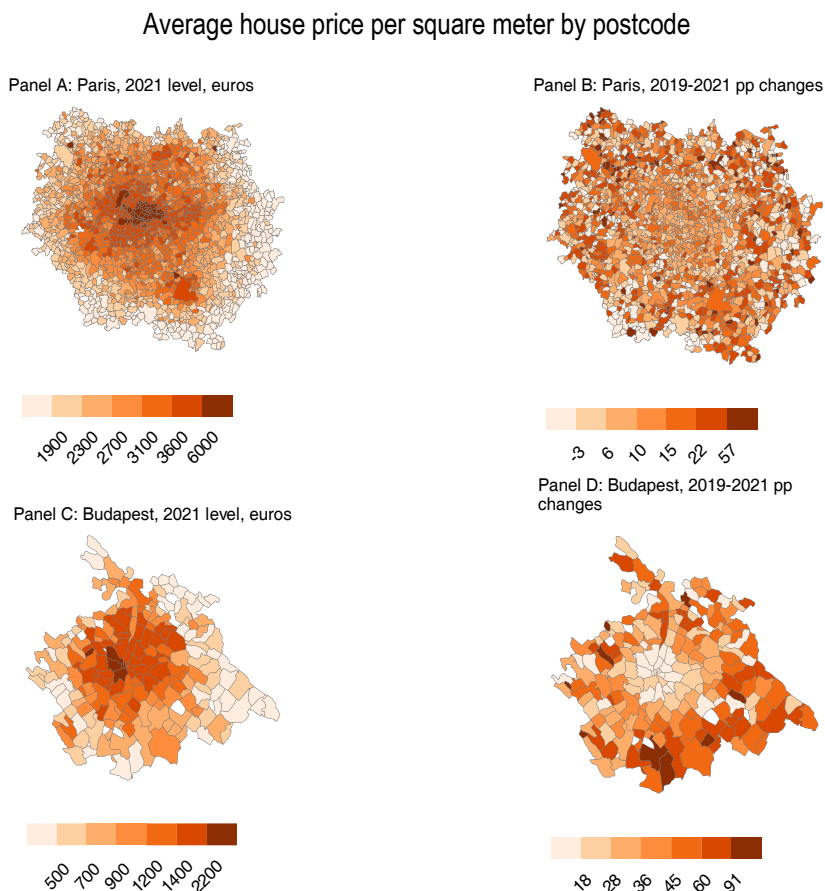 Average house price per square meter by postcode
Panel A: Paris, 2021 level, euros
Panel B: Paris, 2019-2021 pp changes
1900 2300 2700 3100 3600 6000
-3 6 10 15 22 57
Panel C: Budapest, 2021 level, euros
Panel D: Budapest, 2019-2021 pp
changes
500 700 900 1200 1400 2200
18 28 36 45 60 91